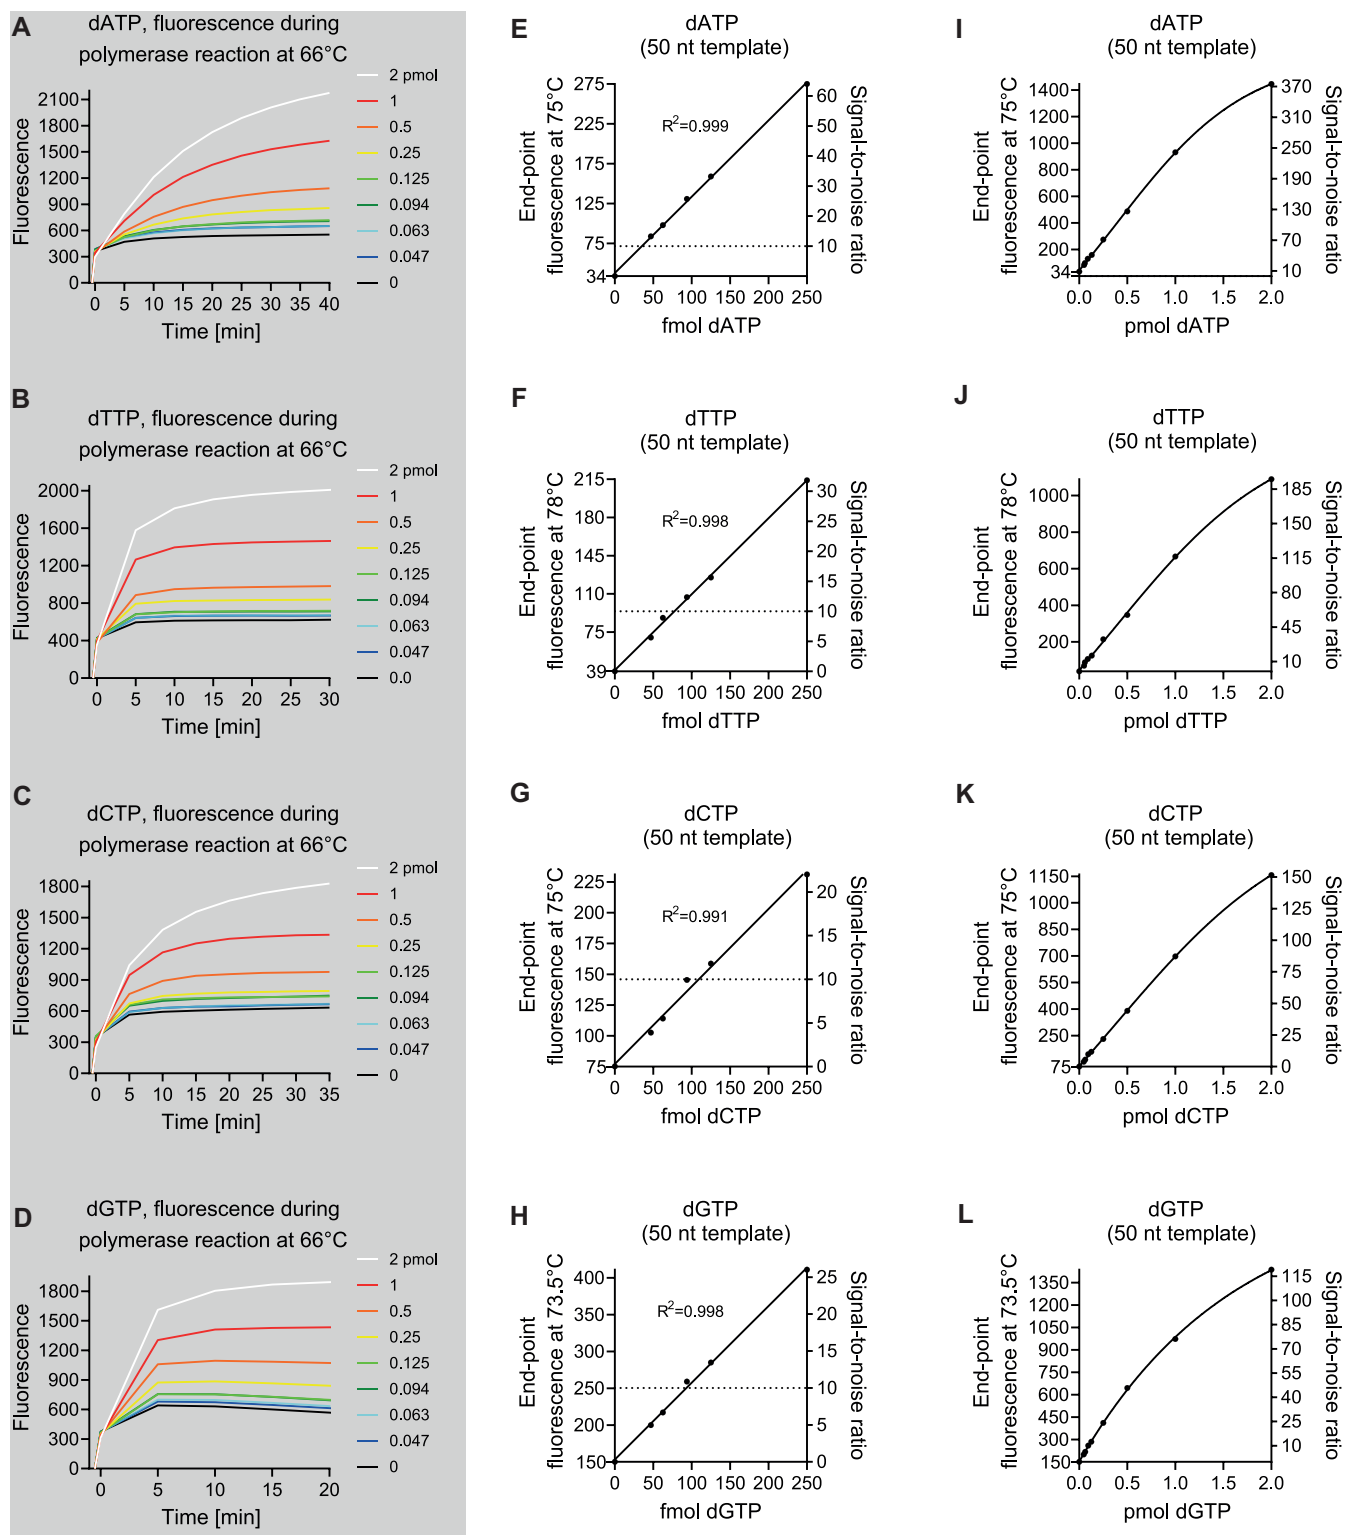 A
dATP, fluorescence during
polymerase reaction at 66°C
Fluorescence
2100
1800
1500
1200
900
600
300
0
0 5 10 15 20 25 30 35 40
Time [min]
2 pmol
1
0.5
0.25
0.125
0.094
0.063
0.047
0
E
dATP
(50 nt template)
End-point
fluorescence at 75°C
275
225
175
125
75
34
R²=0.999
0 50 100 150 200 250
fmol dATP
60
50
40
30
20
10
0
Signal-to-noise ratio
I
dATP
(50 nt template)
End-point
fluorescence at 75°C
1400
1200
1000
800
600
400
200
34
0.0 0.5 1.0 1.5 2.0
pmol dATP
370
310
250
190
130
70
10
Signal-to-noise ratio
B
dTTP, fluorescence during
polymerase reaction at 66°C
Fluorescence
2000
1600
1200
800
400
0
0 5 10 15 20 25 30
Time [min]
2 pmol
1
0.5
0.25
0.125
0.094
0.063
0.047
0.0
F
dTTP
(50 nt template)
End-point
fluorescence at 78°C
215
180
145
110
75
39
R²=0.998
0 50 100 150 200 250
fmol dTTP
30
25
20
15
10
5
0
Signal-to-noise ratio
J
dTTP
(50 nt template)
End-point
fluorescence at 78°C
1000
800
600
400
200
0.0 0.5 1.0 1.5 2.0
pmol dTTP
185
150
115
80
45
10
Signal-to-noise ratio
C
dCTP, fluorescence during
polymerase reaction at 66°C
Fluorescence
1800
1500
1200
900
600
300
0
0 5 10 15 20 25 30 35
Time [min]
2 pmol
1
0.5
0.25
0.125
0.094
0.063
0.047
0
G
dCTP
(50 nt template)
End-point
fluorescence at 75°C
225
200
175
150
125
100
75
R²=0.991
0 50 100 150 200 250
fmol dCTP
20
15
10
5
0
Signal-to-noise ratio
K
dCTP
(50 nt template)
End-point
fluorescence at 75°C
1150
1000
850
700
550
400
250
75
0.0 0.5 1.0 1.5 2.0
pmol dCTP
150
100
50
0
Signal-to-noise ratio
D
dGTP, fluorescence during
polymerase reaction at 66°C
Fluorescence
1800
1500
1200
900
600
300
0
0 5 10 15 20
Time [min]
2 pmol
1
0.5
0.25
0.125
0.094
0.063
0.047
0
H
dGTP
(50 nt template)
End-point
fluorescence at 73.5°C
400
350
300
250
200
150
R²=0.998
0 50 100 150 200 250
fmol dGTP
25
20
15
10
5
0
Signal-to-noise ratio
L
dGTP
(50 nt template)
End-point
fluorescence at 73.5°C
1350
1200
1050
900
750
600
450
300
150
0.0 0.5 1.0 1.5 2.0
pmol dGTP
115
100
85
70
55
40
25
10
Signal-to-noise ratio